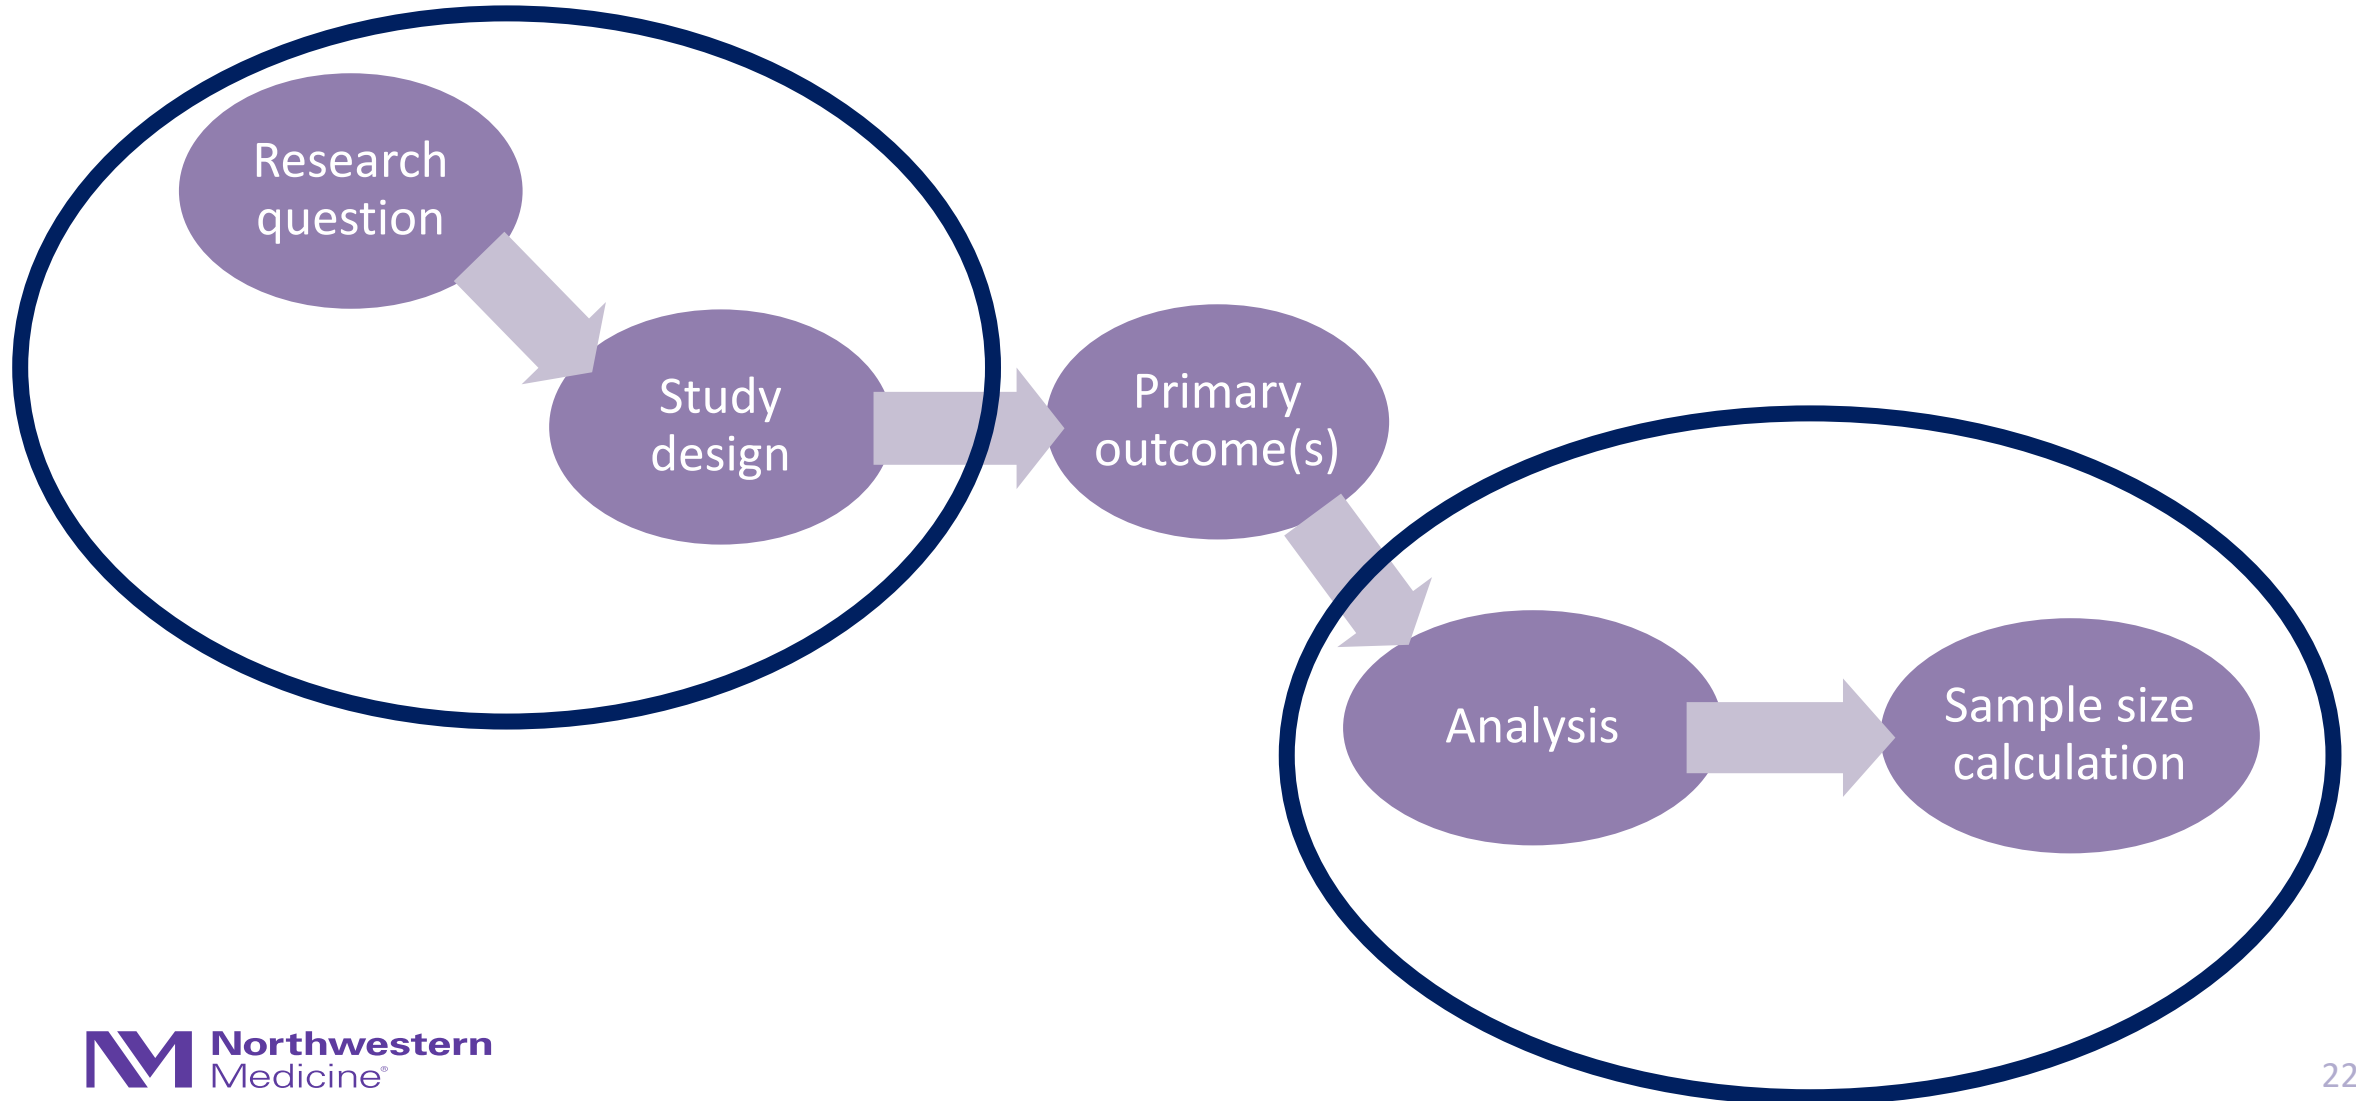 Research
question
Study
design
Primary
outcome(s)
Analysis
Sample size
calculation
Northwestern
Medicine®
22